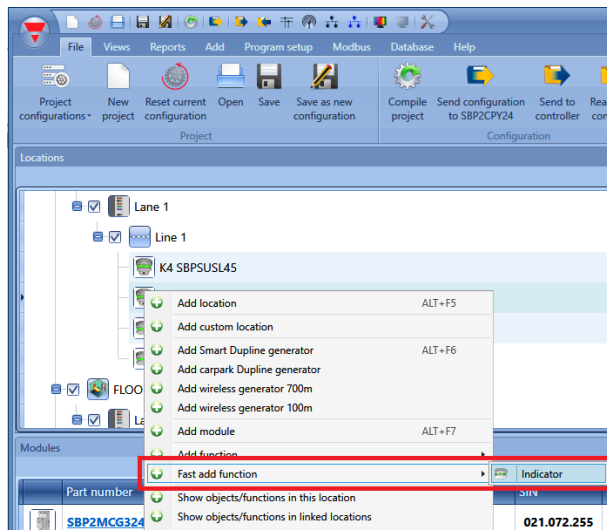 File Views Reports Add Program setup Modbus Database Help
Project configurations
New project
Reset current configuration
Open
Save
Save as new configuration
Compile project
Send configuration to SBP2CPY24
Send to controller
Project
Configuration
Locations
Lane 1
Line 1
K4 SBPSUSL45
Add location ALT+F5
Add custom location
Add Smart Dupline generator ALT+F6
Add carpark Dupline generator
Add wireless generator 700m
FLOO
Add wireless generator 100m
Add module ALT+F7
Modules
Add function
Fast add function Indicator
Part number
SIN
Show objects/functions in this location
SBP2MCG324
Show objects/functions in linked locations
021.072.255